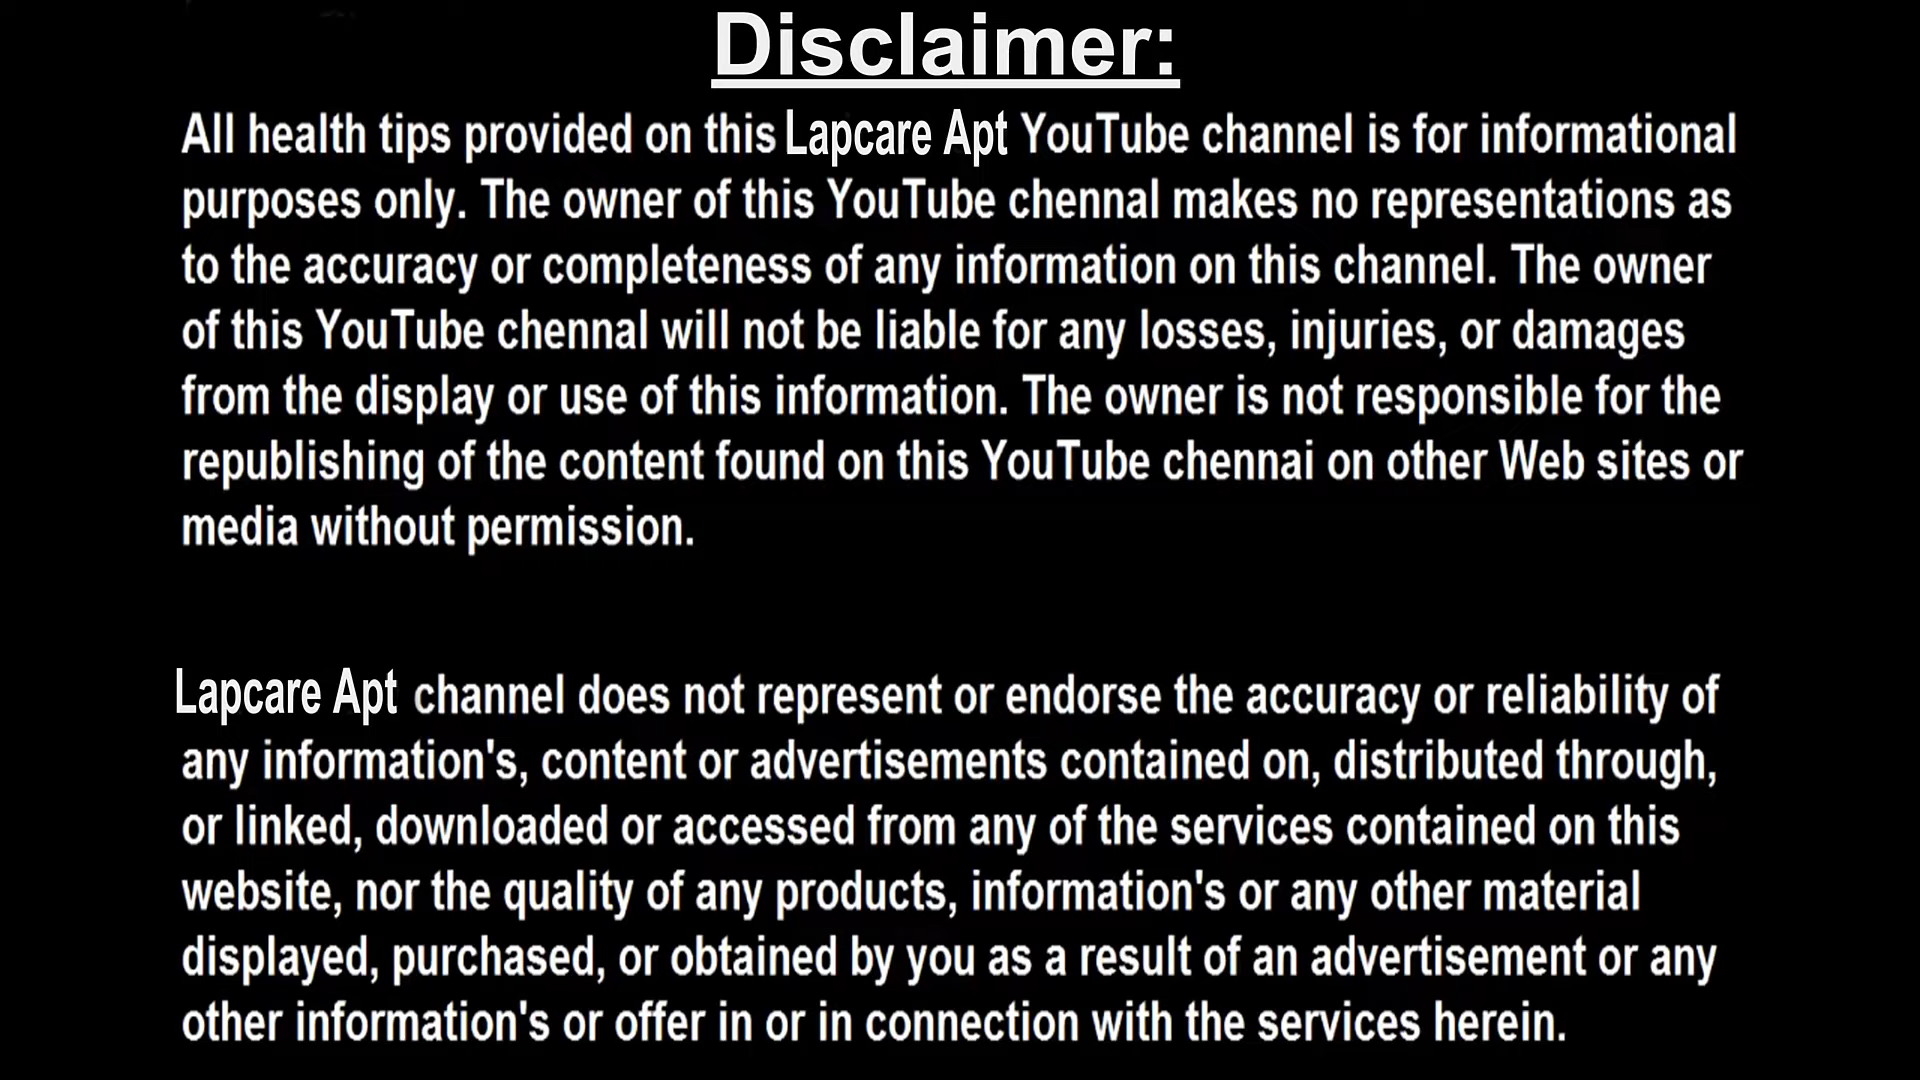 Disclaimer:
All health tips provided on this Lapcare Apt YouTube channel is for informational
purposes only. The owner of this YouTube chennal makes no representations as
to the accuracy or completeness of any information on this channel. The owner
of this YouTube chennal will not be liable for any losses, injuries, or damages
from the display or use of this information. The owner is not responsible for the
republishing of the content found on this YouTube chennai on other Web sites or
media without permission.
Lapcare Apt channel does not represent or endorse the accuracy or reliability of
any information's, content or advertisements contained on, distributed through,
or linked, downloaded or accessed from any of the services contained on this
website, nor the quality of any products, information's or any other material
displayed, purchased, or obtained by you as a result of an advertisement or any
other information's or offer in or in connection with the services herein.